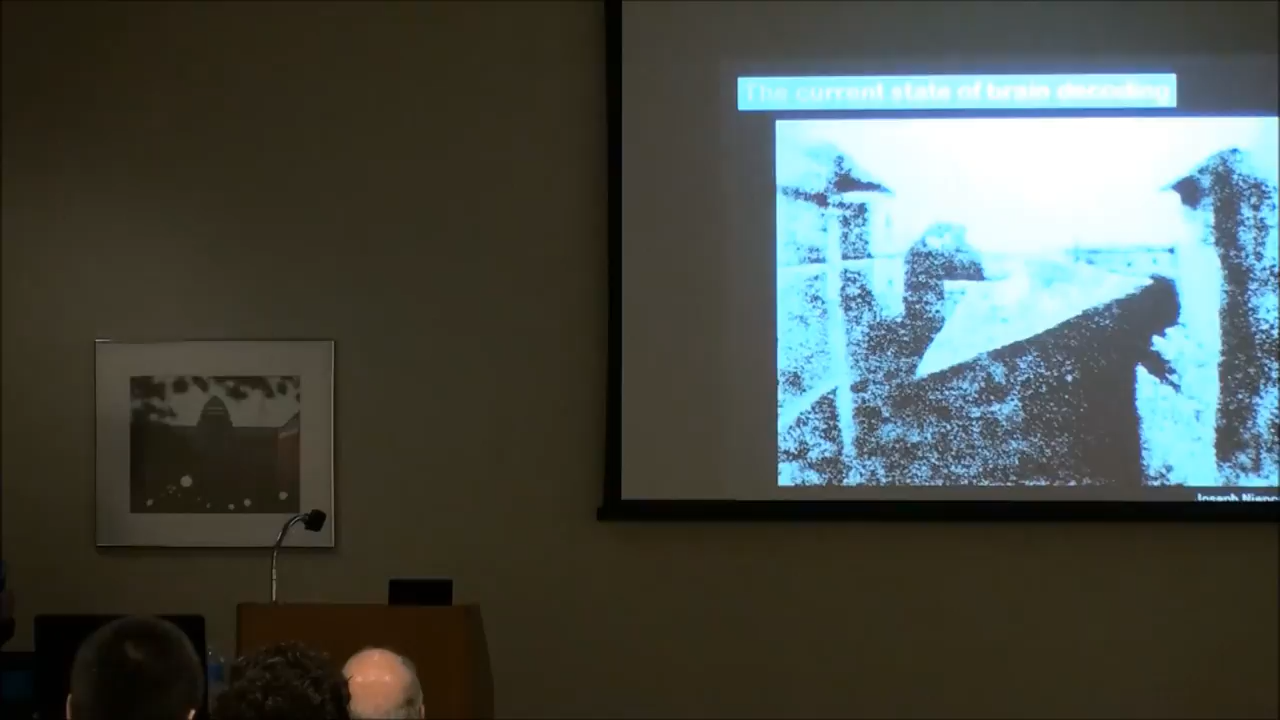 The current state of brain decoding
Joseph Niepc